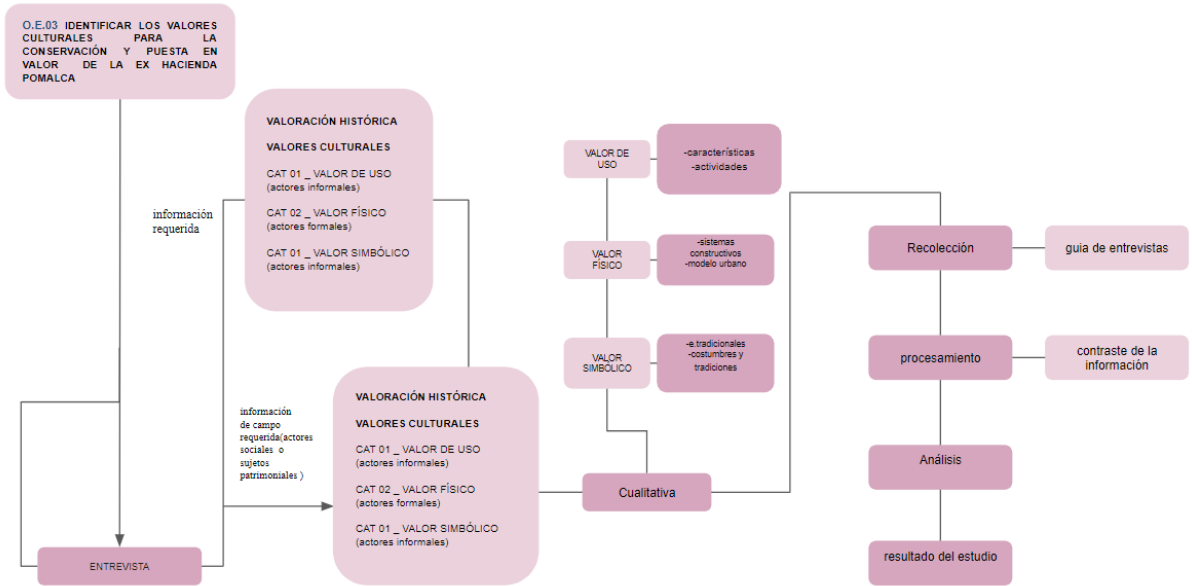 O.E.03 IDENTIFICAR LOS VALORES
CULTURALES PARA LA
CONSERVACIÓN Y PUESTA EN
VALOR DE LA EX HACIENDA
POMALCA
información
requerida
VALORACIÓN HISTÓRICA
VALORES CULTURALES
CAT 01 _ VALOR DE USO
(actores informales)
CAT 02 _ VALOR FÍSICO
(actores formales)
CAT 01 _ VALOR SIMBÓLICO
(actores informales)
información
de campo
requerida(actores
sociales o
sujetos
patrimoniales )
ENTREVISTA
VALORACIÓN HISTÓRICA
VALORES CULTURALES
CAT 01 _ VALOR DE USO
(actores informales)
CAT 02 _ VALOR FÍSICO
(actores formales)
CAT 01 _ VALOR SIMBÓLICO
(actores informales)
VALOR DE
USO
-características
-actividades
VALOR
FÍSICO
-sistemas
constructivos
-modelo urbano
VALOR
SIMBÓLICO
-e.tradicionales
-costumbres y
tradiciones
Cualitativa
Recolección
guia de entrevistas
procesamiento
contraste de la
información
Análisis
resultado del estudio